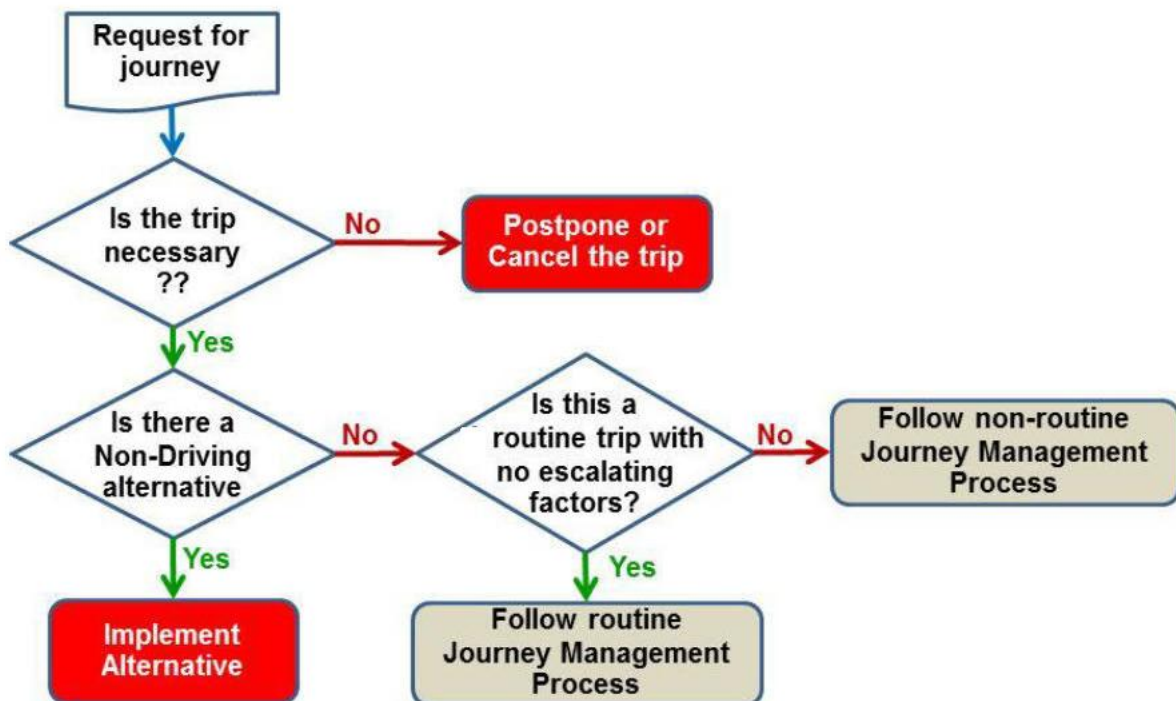 Request for
journey
Is the trip
necessary
??
No
Postpone or
Cancel the trip
Yes
Is there a
Non-Driving
alternative
No
Is this a
routine trip with
no escalating
factors?
No
Follow non-routine
Journey Management
Process
Yes
Implement
Alternative
Yes
Follow routine
Journey Management
Process